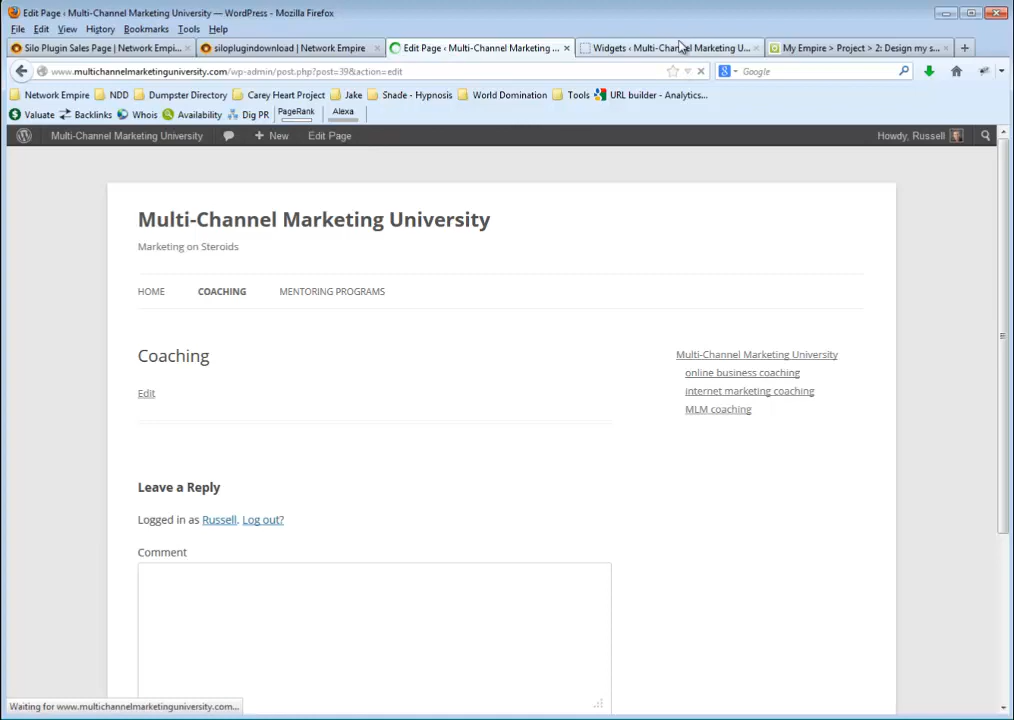 Edit Page ‹ Multi-Channel Marketing University — WordPress - Mozilla Firefox
File Edit View History Bookmarks Tools Help
Silo Plugin Sales Page | Network Empi... × siloplugindownload | Network Empire × Edit Page ‹ Multi-Channel Marketing ... × Widgets ‹ Multi-Channel Marketing U... × My Empire > Project > 2: Design my s... × +
www.multichannelmarketinguniversity.com/wp-admin/post.php?post=39&action=edit Google
Network Empire NDD Dumpster Directory Carey Heart Project Jake Snade - Hypnosis World Domination Tools URL builder - Analytics...
Valuate Backlinks Whois Availability Dig PR PageRank Alexa
Multi-Channel Marketing University + New Edit Page Howdy, Russell
Multi-Channel Marketing University
Marketing on Steroids
HOME COACHING MENTORING PROGRAMS
Coaching
Edit
Multi-Channel Marketing University
online business coaching
internet marketing coaching
MLM coaching
Leave a Reply
Logged in as Russell. Log out?
Comment
Waiting for www.multichannelmarketinguniversity.com...